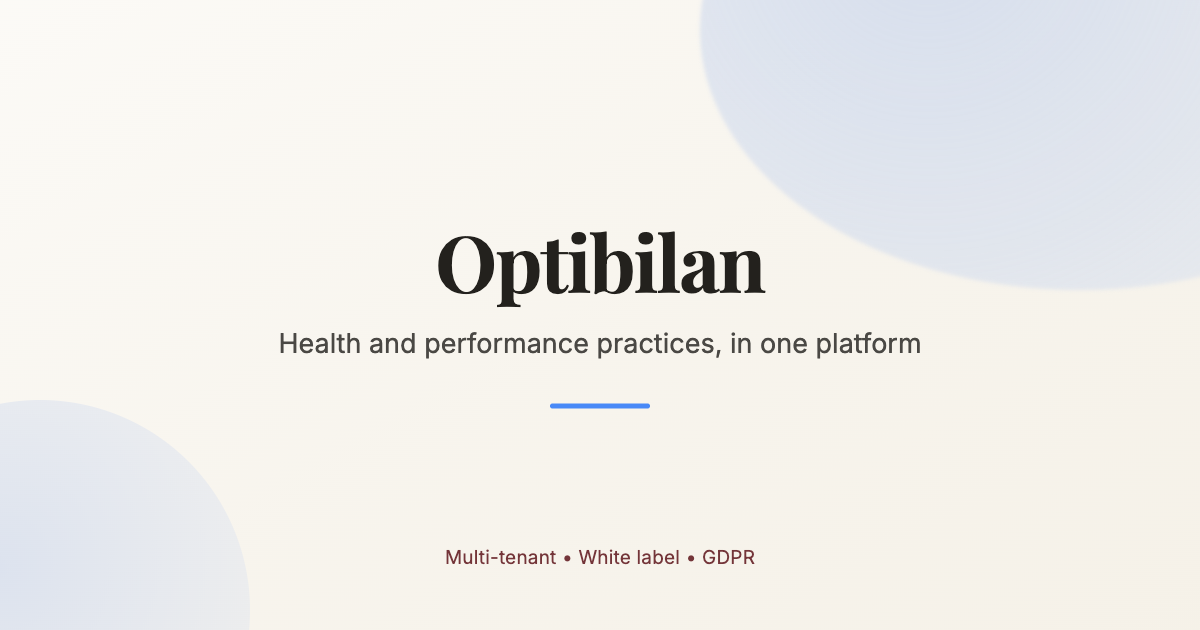 Optibilan
Health and performance practices, in one platform
Multi-tenant • White label • GDPR